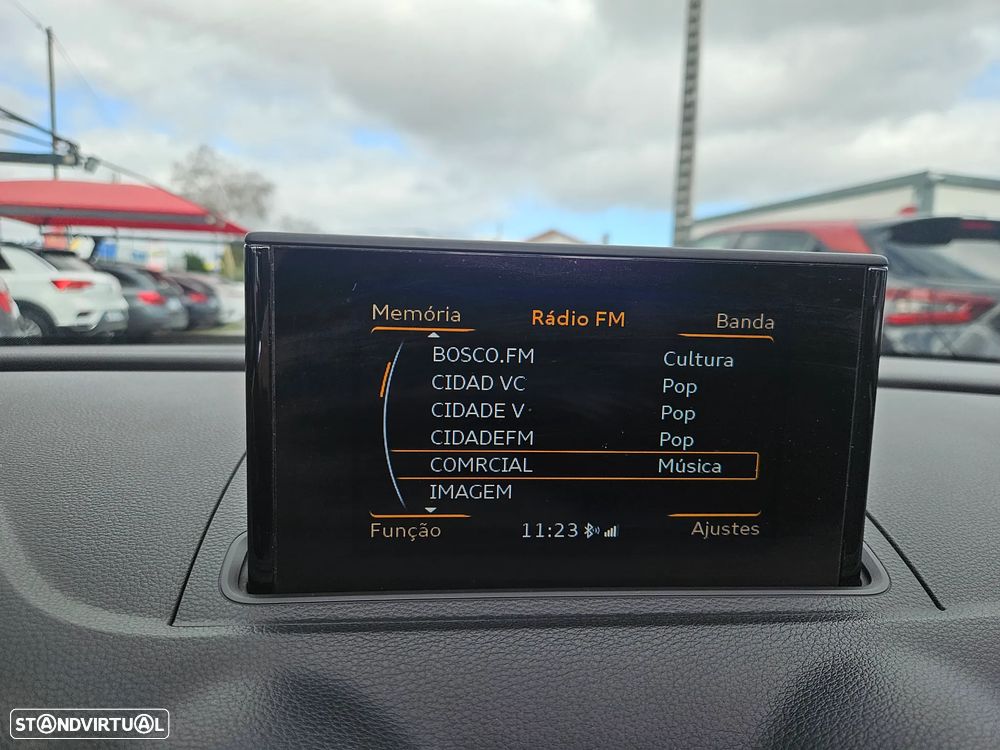 Memória Rádio FM Banda
BOSCO.FM Cultura
CIDAD VC Pop
CIDADE V Pop
CIDADEFM Pop
COMRCIAL Música
IMAGEM
Função 11:23 Ajustes
STANDVIRTUAL